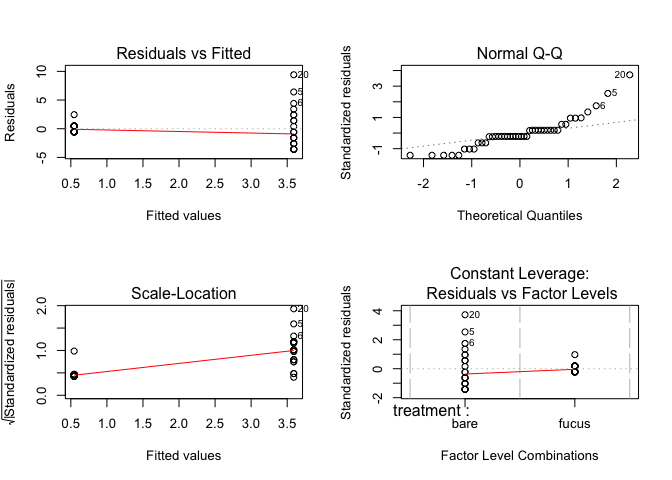 Residuals vs Fitted
Residuals
10
5
0
-5
20
5
6
0.5 1.0 1.5 2.0 2.5 3.0 3.5
Fitted values
Normal Q-Q
Standardized residuals
3
1
-1
20
5
6
-2 -1 0 1 2
Theoretical Quantiles
Scale-Location
√|Standardized residuals|
2.0
1.0
0.0
20
5
6
0.5 1.0 1.5 2.0 2.5 3.0 3.5
Fitted values
Constant Leverage:
Residuals vs Factor Levels
Standardized residuals
4
2
0
-2
20
5
6
treatment :
bare fucus
Factor Level Combinations